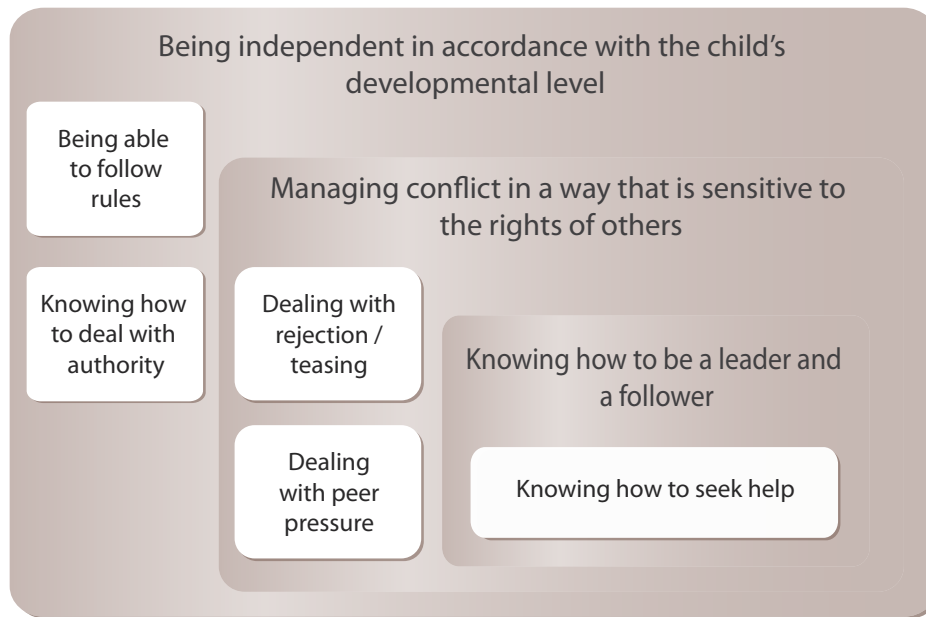 Being independent in accordance with the child’s
developmental level
Being able
to follow
rules
Managing conflict in a way that is sensitive to
the rights of others
Knowing how
to deal with
authority
Dealing with
rejection /
teasing
Knowing how to be a leader and
a follower
Dealing
with peer
pressure
Knowing how to seek help